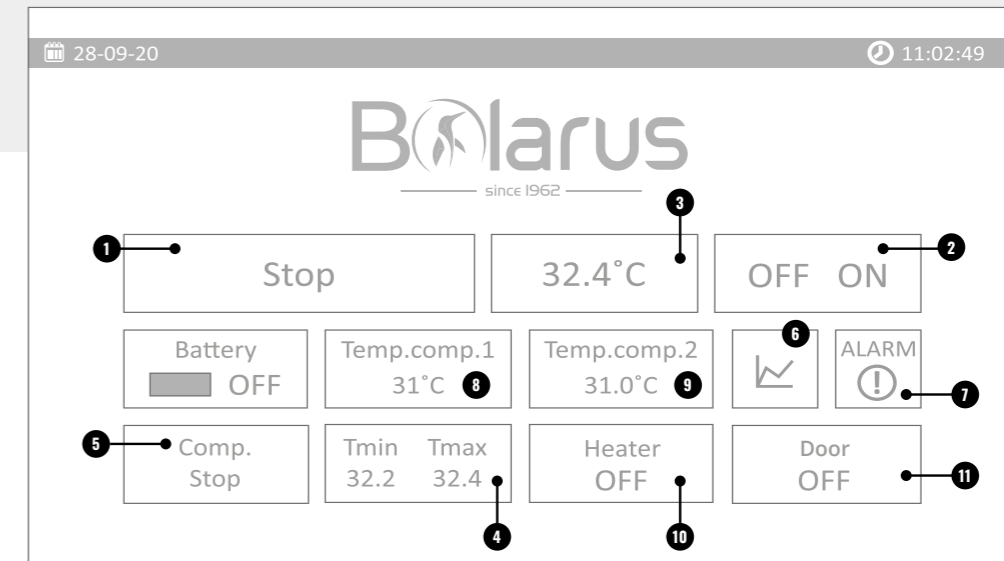 28-09-20 11:02:49
Bolarus
since 1962
3
1 2
Stop 32.4°C OFF ON
6
Battery Temp.comp.1 Temp.comp.2 ALARM
OFF 31°C 8 31.0°C 9 7
5 Comp. Tmin Tmax Heater Door
Stop 32.2 32.4 OFF OFF 11
4 10